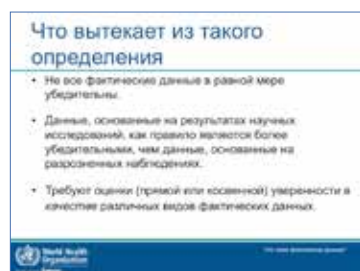 Что вытекает из такого
определения
• Не все фактические данные в равной мере
убедительны.
• Данные, основанные на результатах научных
исследований, как правило являются более
убедительными, чем данные, основанные на
разрозненных наблюдениях.
• Требуют оценки (прямой или косвенной) уверенности в
качестве различных видов фактических данных.
World Health
Organization